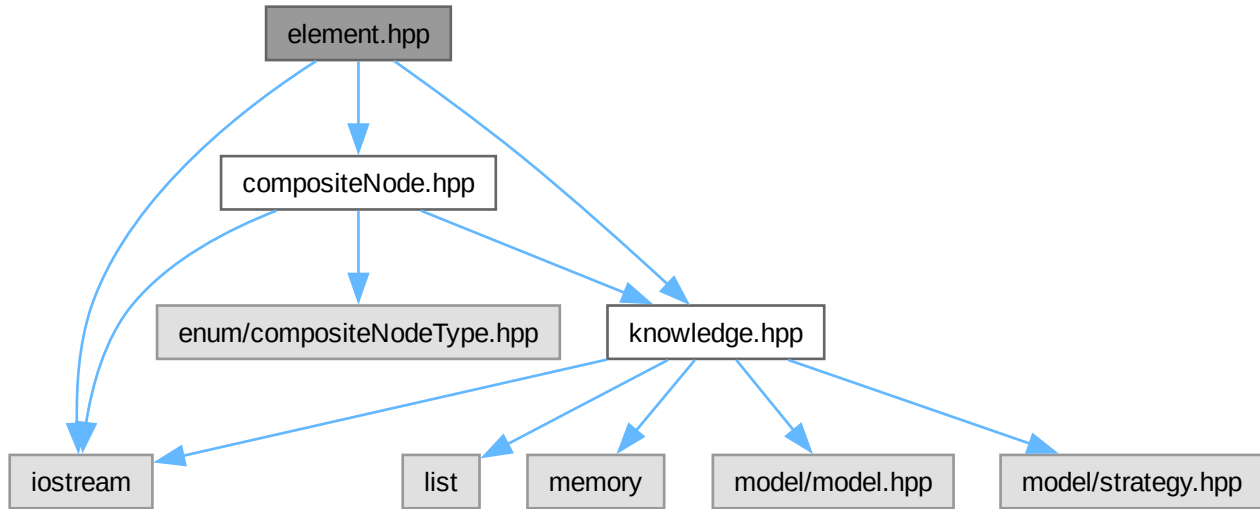 element.hpp
compositeNode.hpp
enum/compositeNodeType.hpp
knowledge.hpp
iostream
list
memory
model/model.hpp
model/strategy.hpp